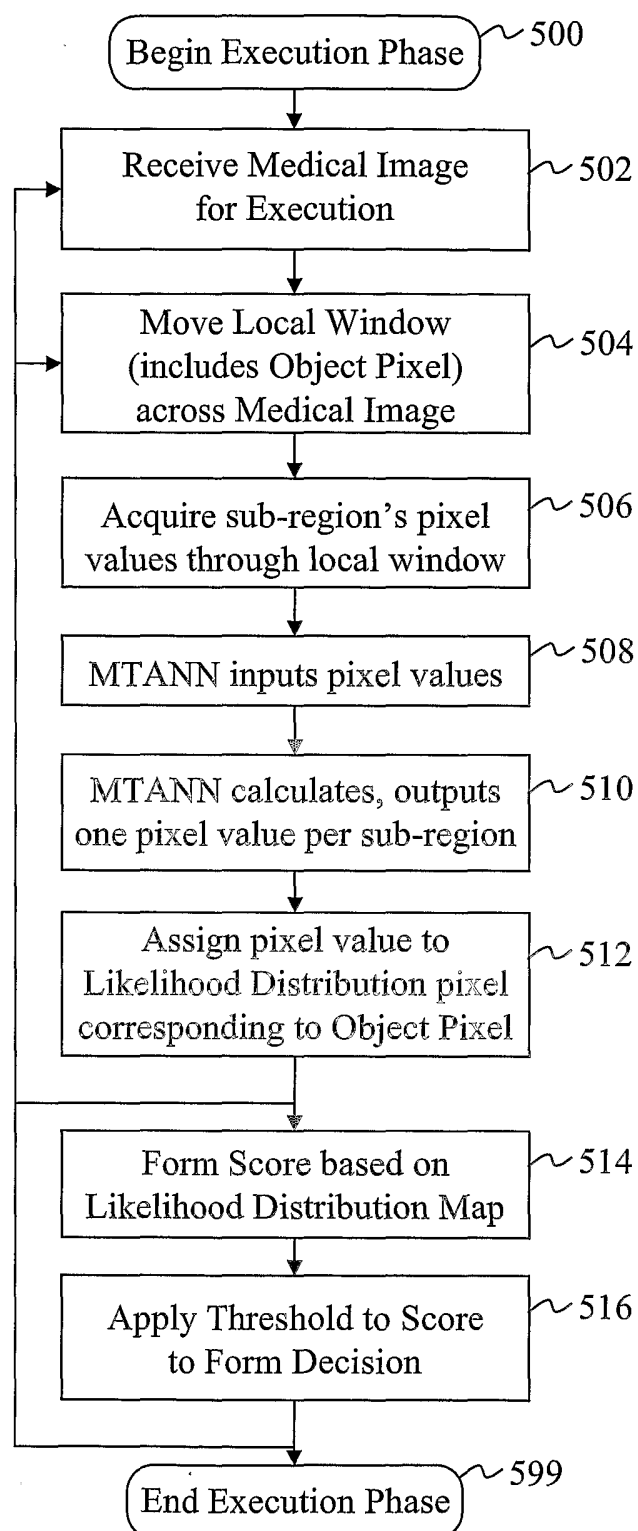 Begin Execution Phase
500
Receive Medical Image
for Execution
502
Move Local Window
(includes Object Pixel)
across Medical Image
504
Acquire sub-region's pixel
values through local window
506
MTANN inputs pixel values
508
MTANN calculates, outputs
one pixel value per sub-region
510
Assign pixel value to
Likelihood Distribution pixel
corresponding to Object Pixel
512
Form Score based on
Likelihood Distribution Map
514
Apply Threshold to Score
to Form Decision
516
End Execution Phase
599